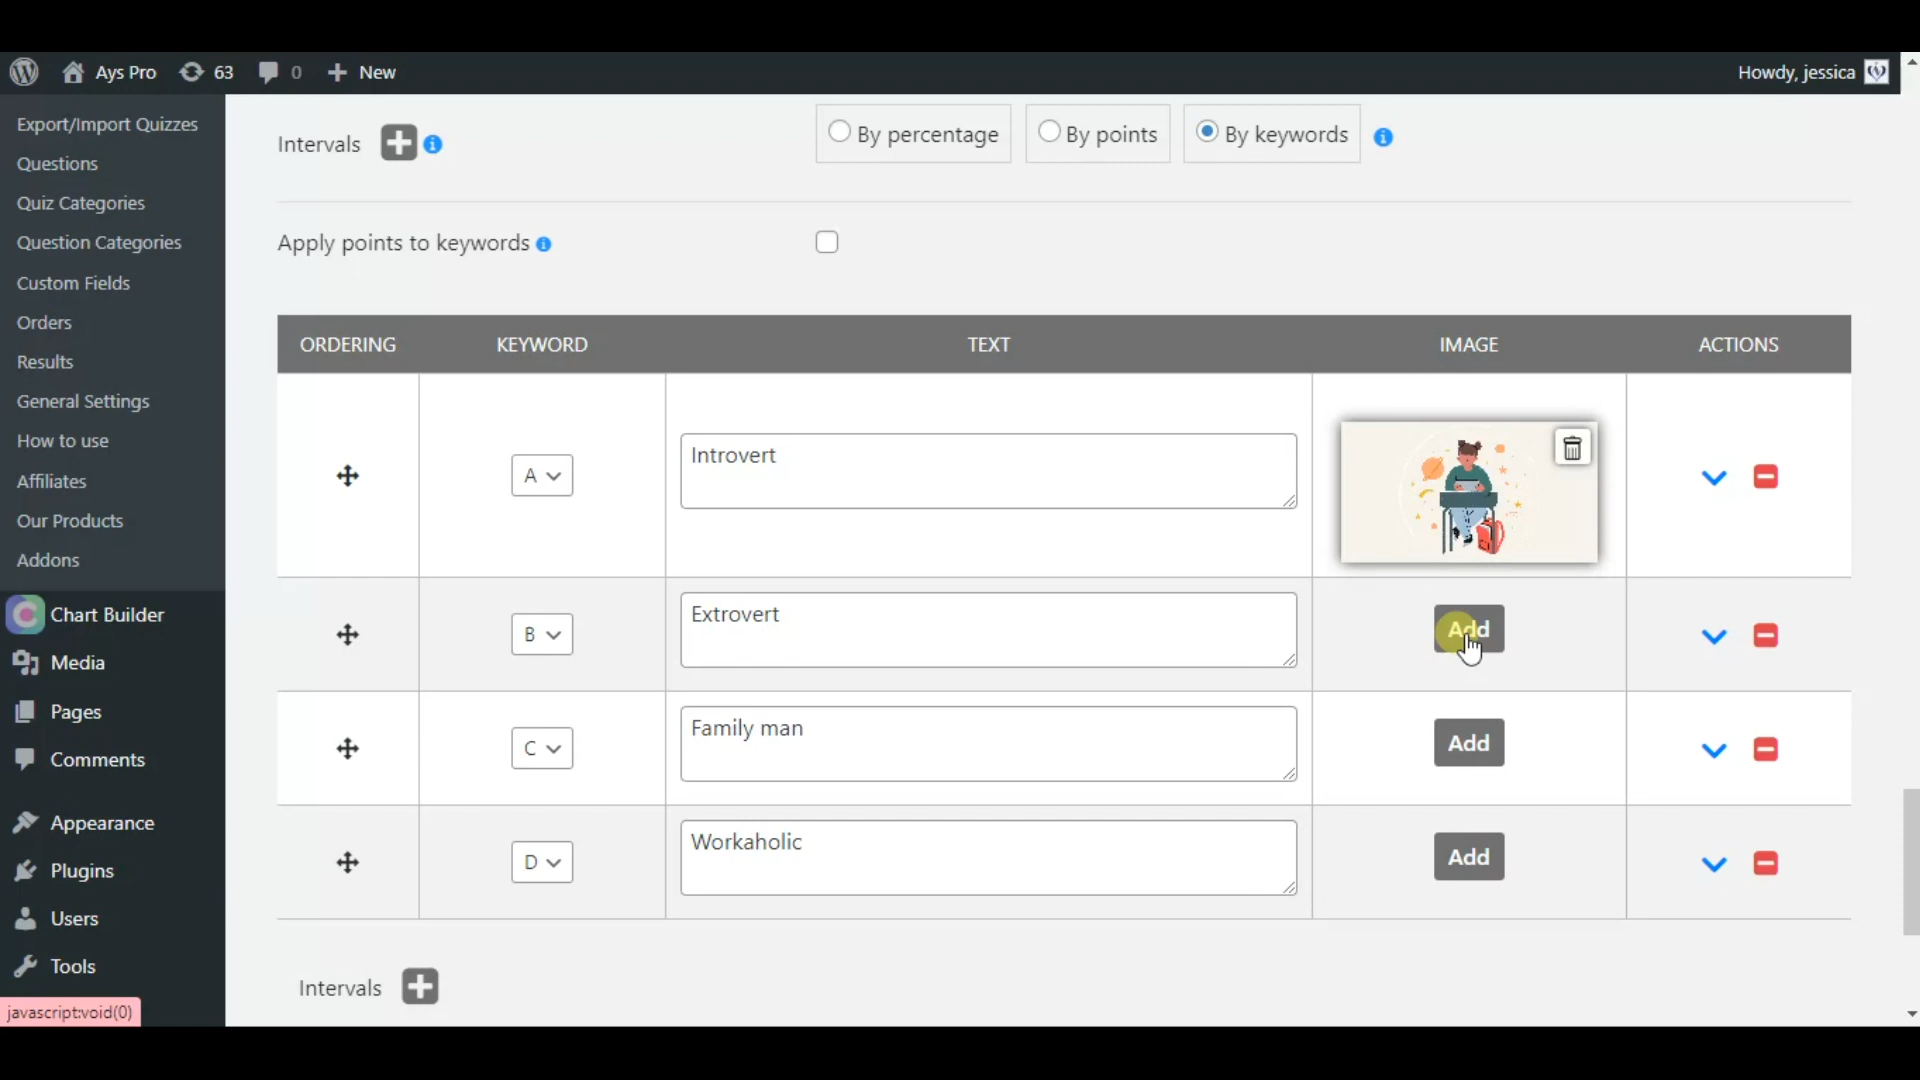 Ays Pro 63 0 New Howdy, jessica
Export/Import Quizzes
Questions
Quiz Categories
Question Categories
Custom Fields
Orders
Results
General Settings
How to use
Affiliates
Our Products
Addons
Chart Builder
Media
Pages
Comments
Appearance
Plugins
Users
Tools
javascript:void(0)
Intervals By percentage By points By keywords
Apply points to keywords
ORDERING KEYWORD TEXT IMAGE ACTIONS
A Introvert
B Extrovert Add
C Family man Add
D Workaholic Add
Intervals